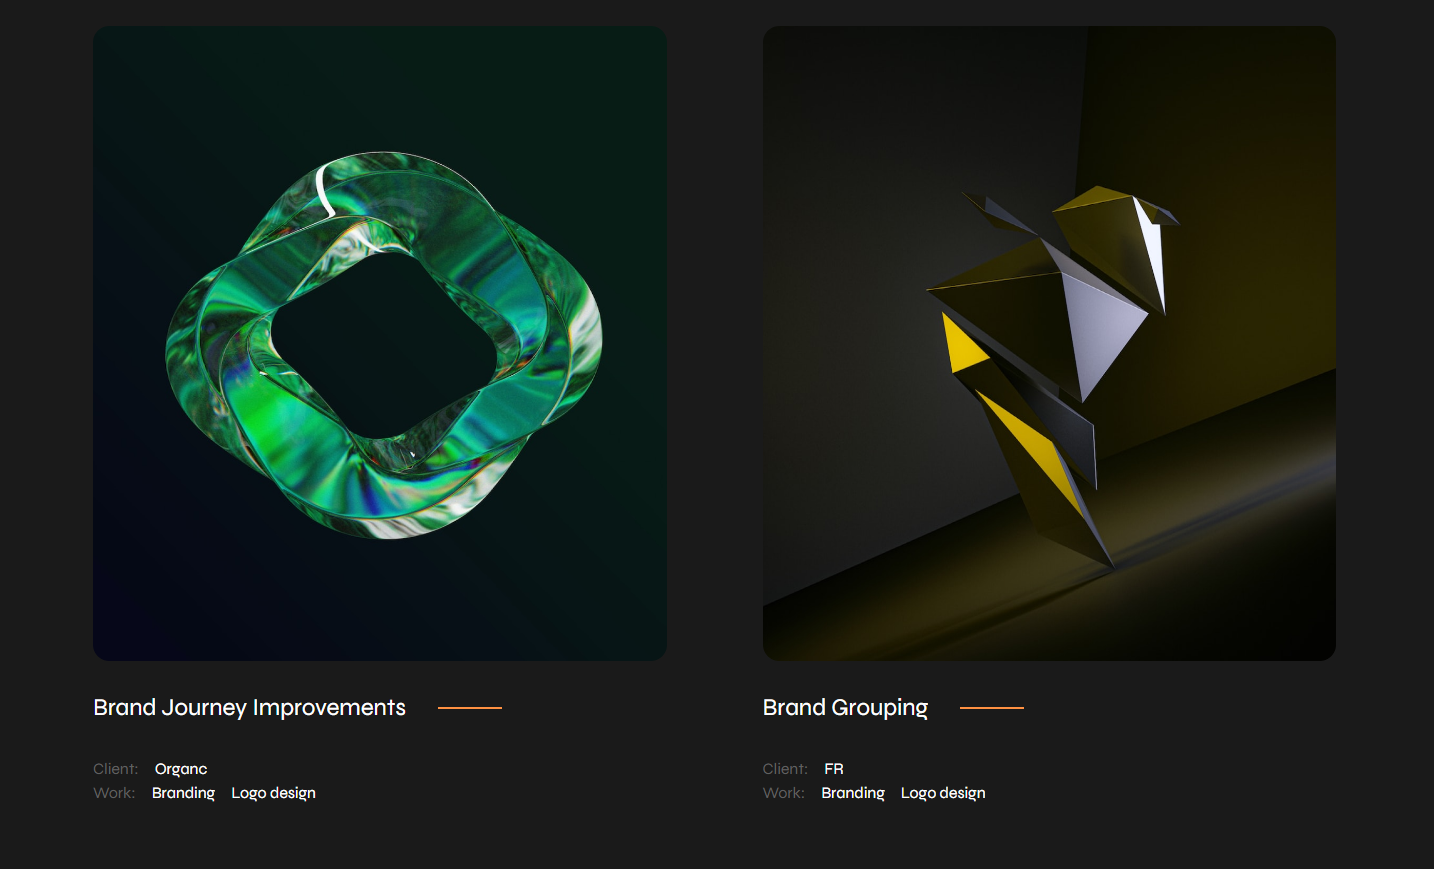 Brand Journey Improvements
Client: Organc
Work: Branding Logo design
Brand Grouping
Client: FR
Work: Branding Logo design